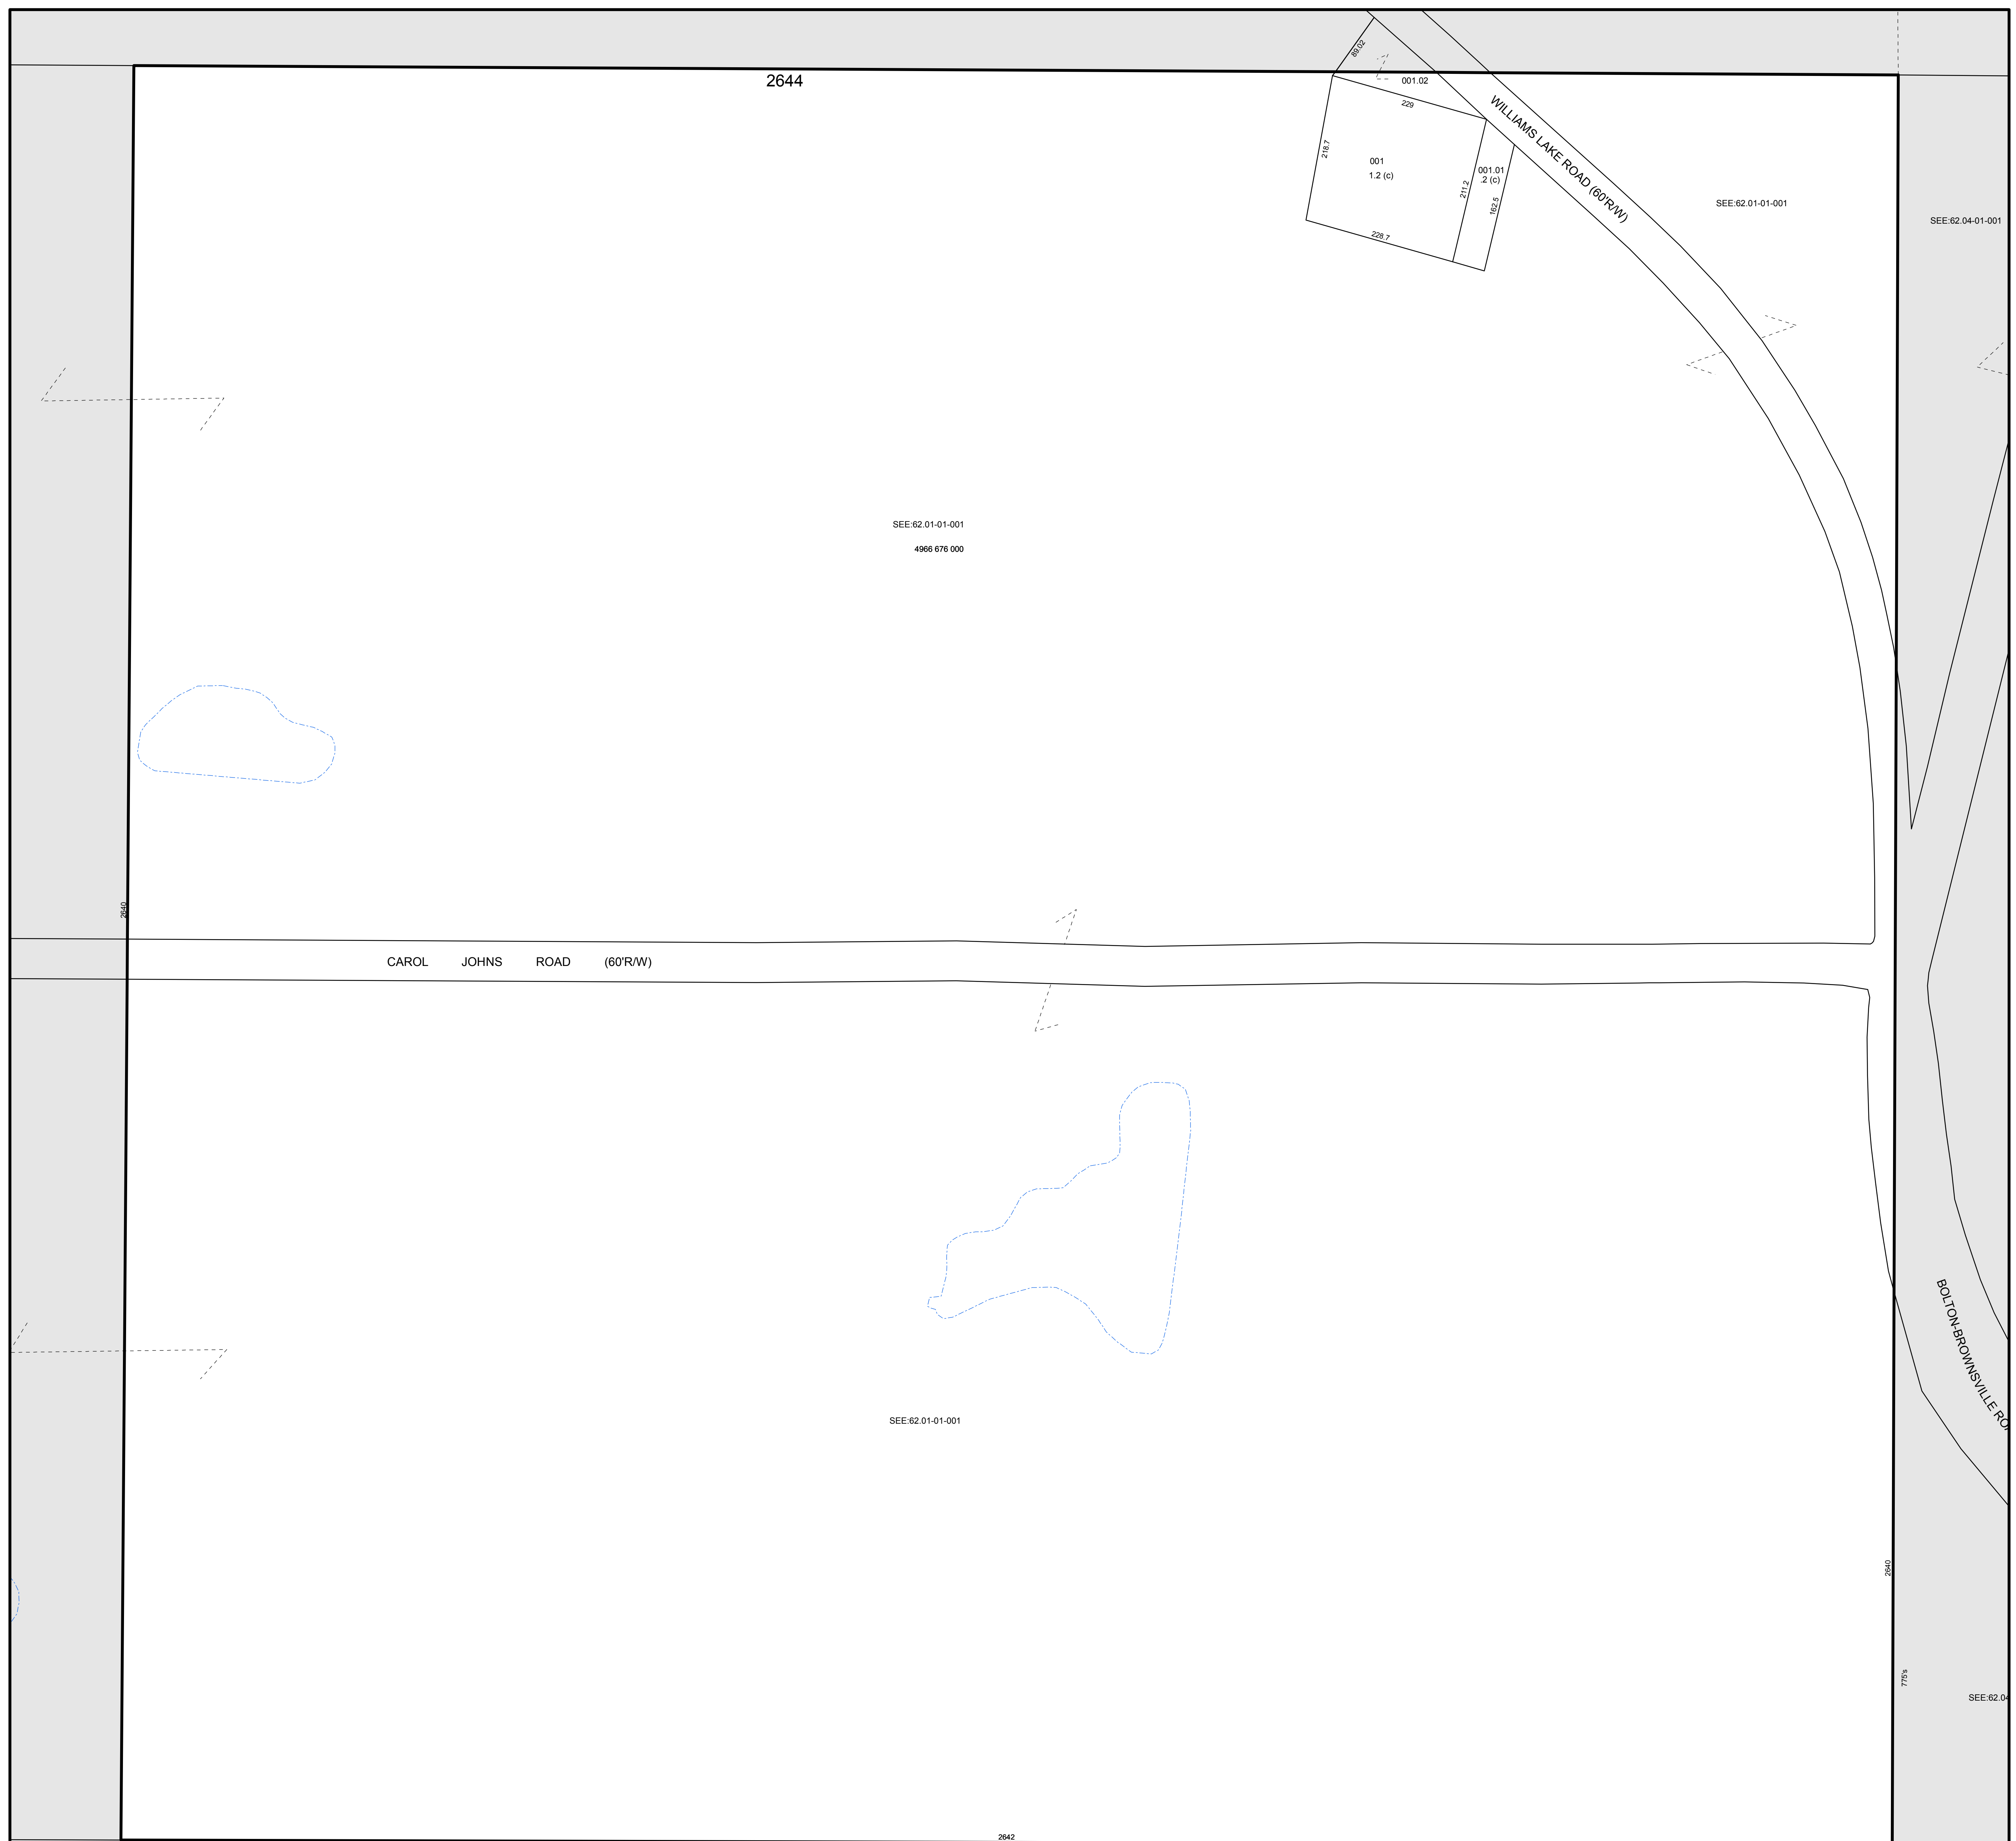 89.02
2644
001.02
229
WILLIAMS LAKE ROAD (60'R/W)
218.7
001
1.2 (c)
001.01
.2 (c)
211.2
162.5
228.7
SEE:62.01-01-001
SEE:62.04-01-001
SEE:62.01-01-001
4966 676 000
2640
CAROL JOHNS ROAD (60'R/W)
BOLTON-BROWNSVILLE
SEE:62.01-01-001
2640
775's
SEE:62.04
2642